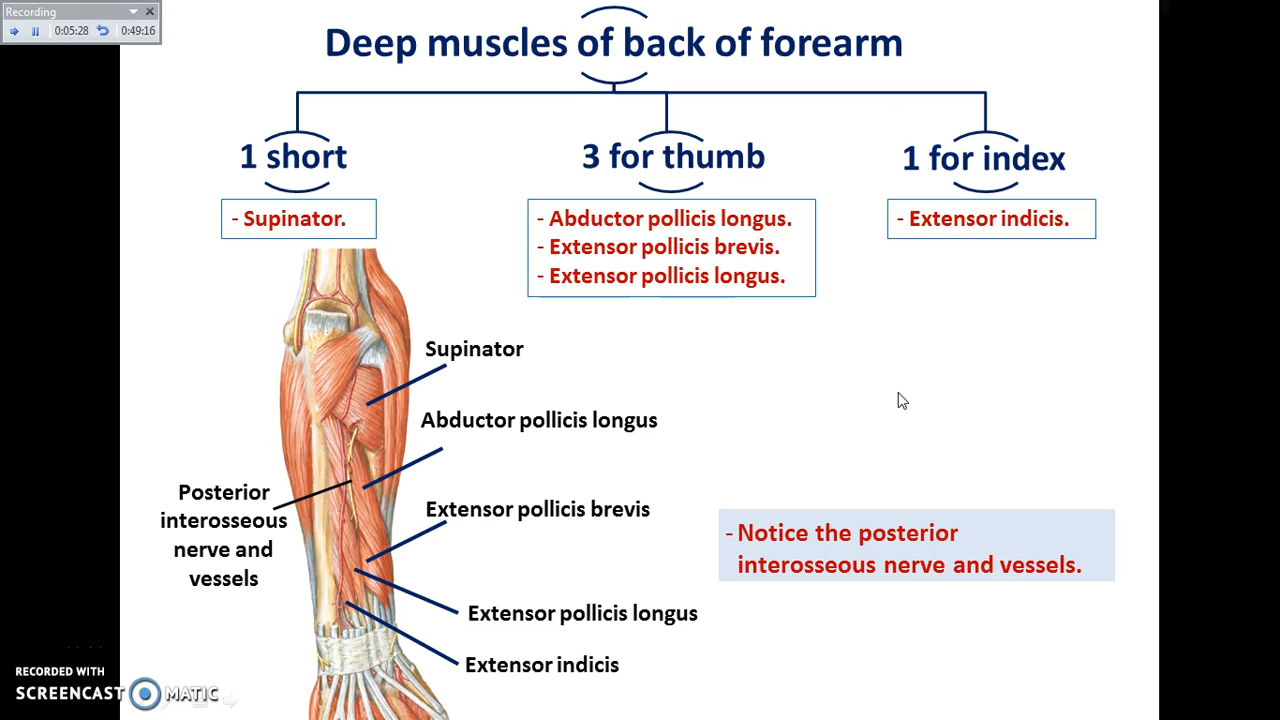 Recording
0:05:28
0:49:16
Deep muscles of back of forearm
1 short
3 for thumb
1 for index
- Supinator.
- Abductor pollicis longus.
- Extensor pollicis brevis.
- Extensor pollicis longus.
- Extensor indicis.
Supinator
Abductor pollicis longus
Posterior
interosseous
nerve and
vessels
Extensor pollicis brevis
- Notice the posterior
interosseous nerve and vessels.
Extensor pollicis longus
Extensor indicis
RECORDED WITH
SCREENCAST MATIC